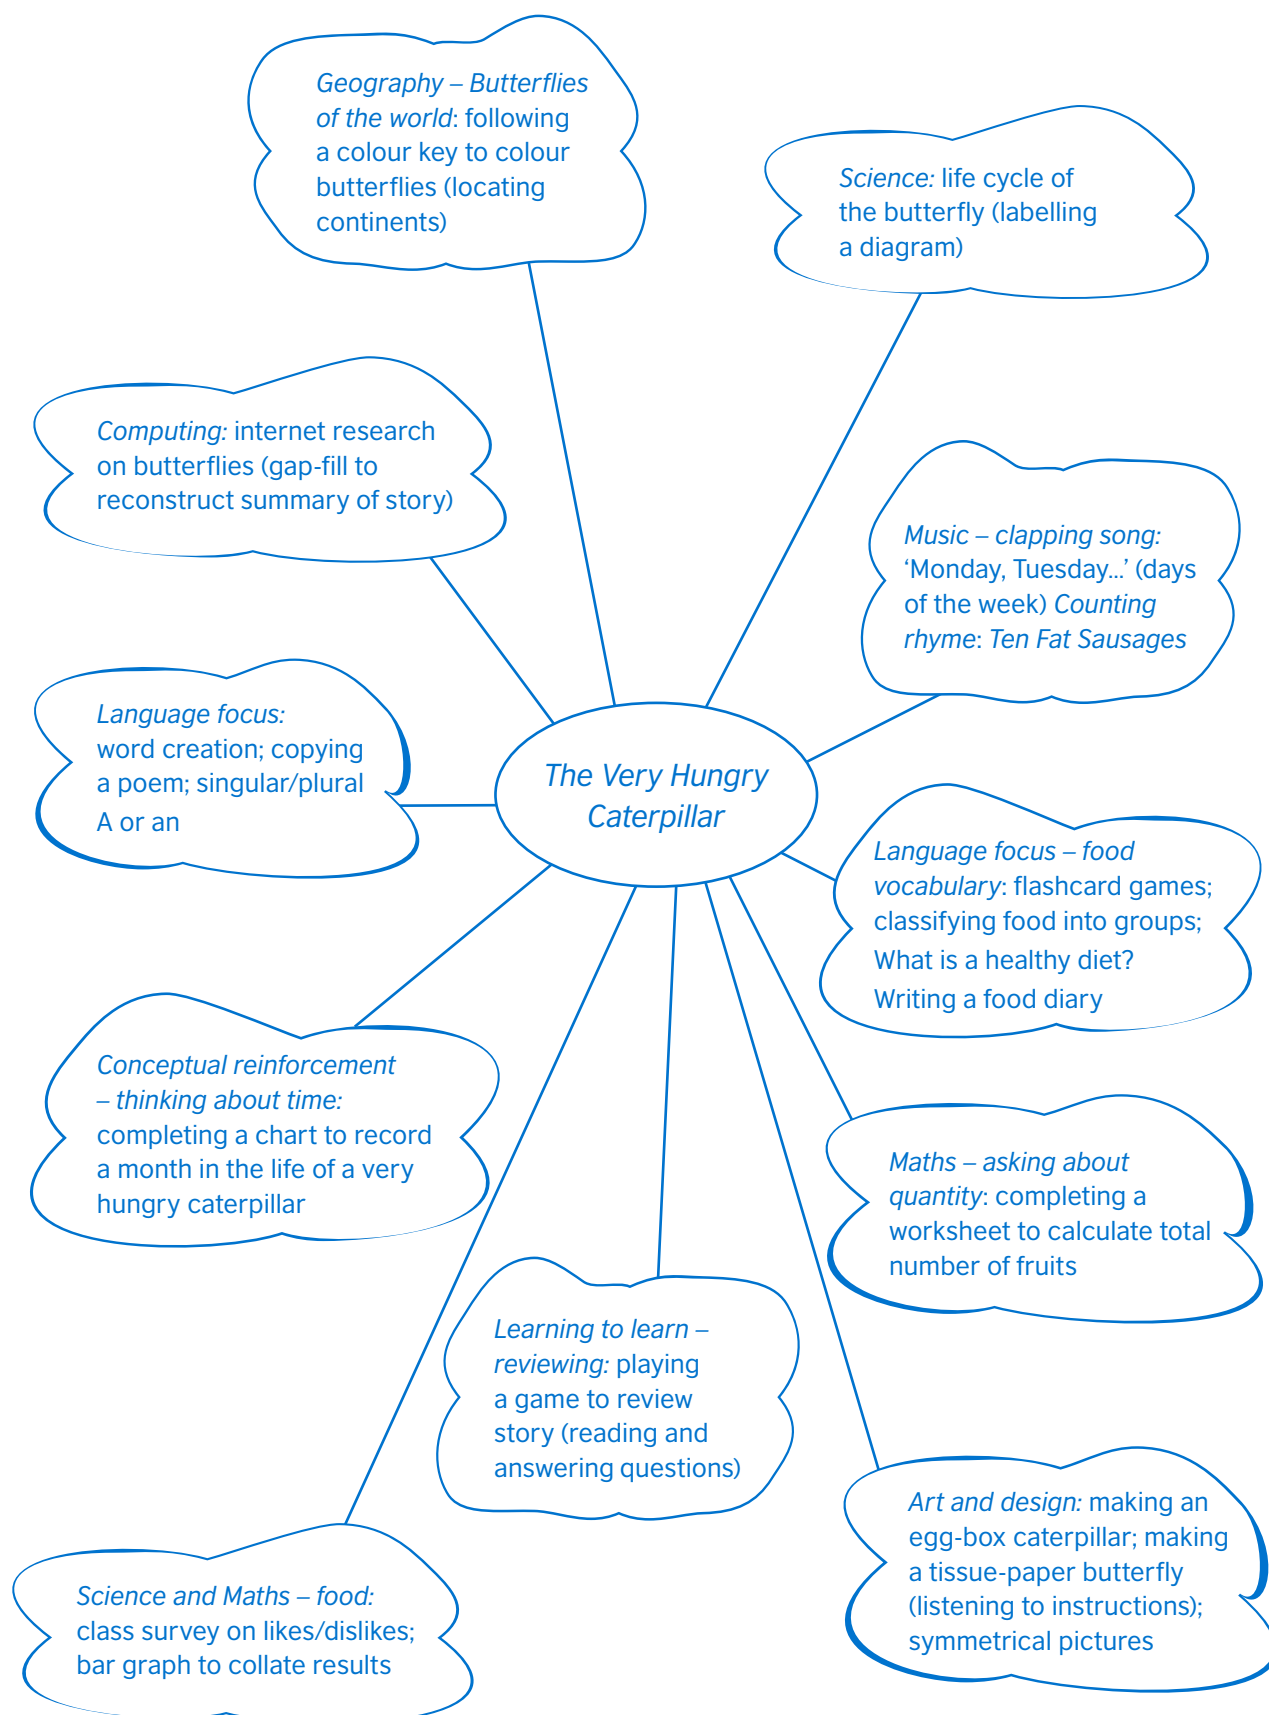 Geography – Butterflies
of the world: following
a colour key to colour
butterflies (locating
continents)
Science: life cycle of
the butterfly (labelling
a diagram)
Computing: internet research
on butterflies (gap-fill to
reconstruct summary of story)
Music – clapping song:
‘Monday, Tuesday...’ (days
of the week) Counting
rhyme: Ten Fat Sausages
Language focus:
word creation; copying
a poem; singular/plural
A or an
The Very Hungry
Caterpillar
Language focus – food
vocabulary: flashcard games;
classifying food into groups;
What is a healthy diet?
Writing a food diary
Conceptual reinforcement
– thinking about time:
completing a chart to record
a month in the life of a very
hungry caterpillar
Maths – asking about
quantity: completing a
worksheet to calculate total
number of fruits
Learning to learn –
reviewing: playing
a game to review
story (reading and
answering questions)
Art and design: making an
egg-box caterpillar; making
a tissue-paper butterfly
(listening to instructions);
symmetrical pictures
Science and Maths – food:
class survey on likes/dislikes;
bar graph to collate results